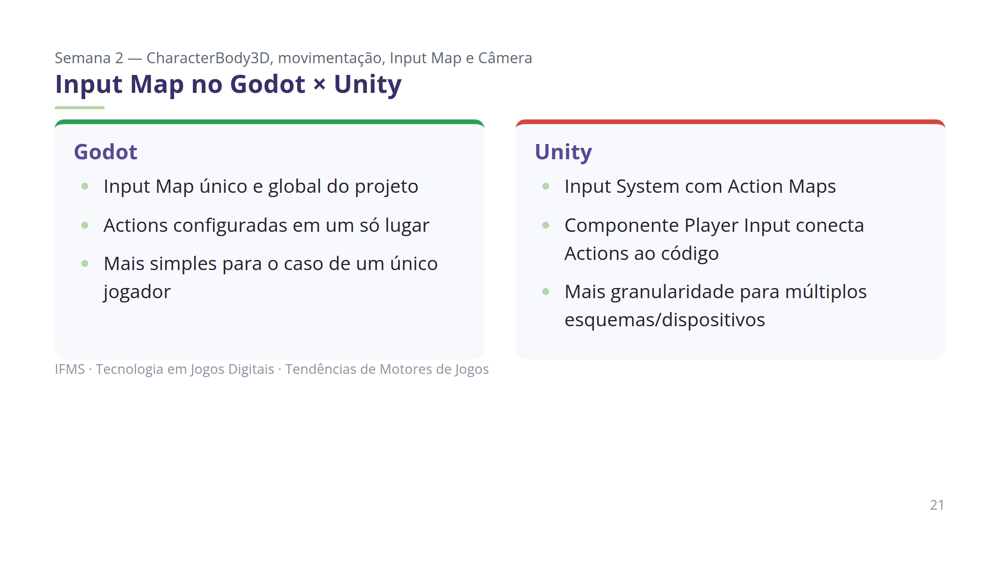 Semana 2 — CharacterBody3D, movimentação, Input Map e Câmera
Input Map no Godot × Unity
Godot
Input Map único e global do projeto
Actions configuradas em um só lugar
Mais simples para o caso de um único
jogador
Unity
Input System com Action Maps
Componente Player Input conecta
Actions ao código
Mais granularidade para múltiplos
esquemas/dispositivos
IFMS · Tecnologia em Jogos Digitais · Tendências de Motores de Jogos
21